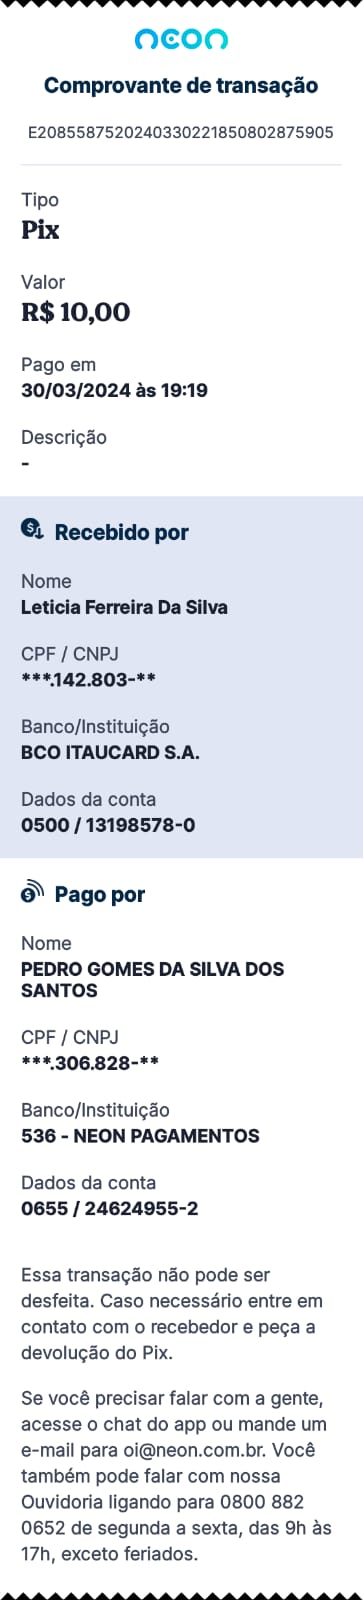 neon
Comprovante de transação
E2085587520240330221850802875905
Tipo
Pix
Valor
R$ 10,00
Pago em
30/03/2024 às 19:19
Descrição
-
Recebido por
Nome
Leticia Ferreira Da Silva
CPF / CNPJ
***.142.803-**
Banco/Instituição
BCO ITAUCARD S.A.
Dados da conta
0500 / 13198578-0
Pago por
Nome
PEDRO GOMES DA SILVA DOS
SANTOS
CPF / CNPJ
***.306.828-**
Banco/Instituição
536 - NEON PAGAMENTOS
Dados da conta
0655 / 24624955-2
Essa transação não pode ser
desfeita. Caso necessário entre em
contato com o recebedor e peça a
devolução do Pix.
Se você precisar falar com a gente,
acesse o chat do app ou mande um
e-mail para oi@neon.com.br. Você
também pode falar com nossa
Ouvidoria ligando para 0800 882
0652 de segunda a sexta, das 9h às
17h, exceto feriados.